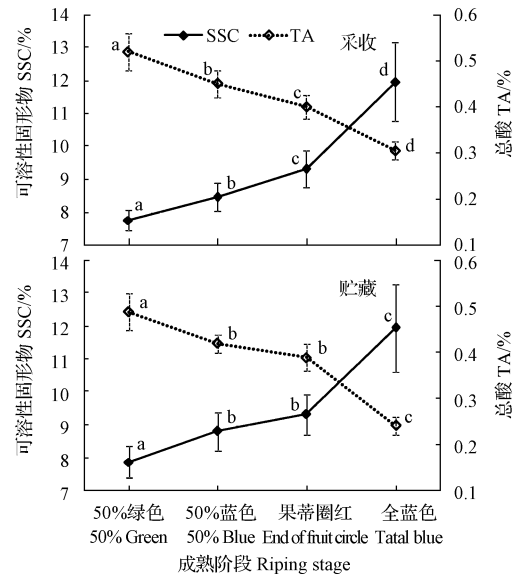 14
13
12
11
10
9
8
7
可溶性固形物 SSC/%
SSC
TA
采收
a
b
c
d
a
b
c
d
0.6
0.5
0.4
0.3
0.2
0.1
总酸 TA/%
14
13
12
11
10
9
8
7
可溶性固形物 SSC/%
贮藏
a
b
b
c
a
b
b
c
0.6
0.5
0.4
0.3
0.2
0.1
总酸 TA/%
50%绿色 50%蓝色 果蒂圈红 全蓝色
50% Green 50% Blue End of fruit circle Tatal blue
成熟阶段 Riping stage